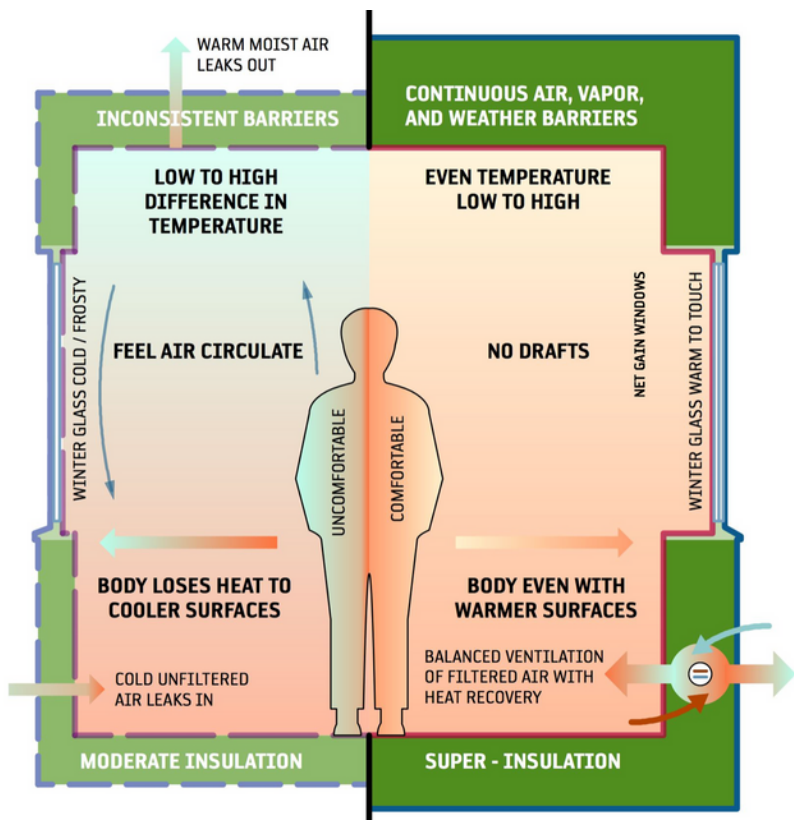 WARM MOIST AIR
LEAKS OUT
INCONSISTENT BARRIERS
LOW TO HIGH
DIFFERENCE IN
TEMPERATURE
WINTER GLASS COLD / FROSTY
FEEL AIR CIRCULATE
UNCOMFORTABLE
BODY LOSES HEAT TO
COOLER SURFACES
COLD UNFILTERED
AIR LEAKS IN
MODERATE INSULATION
CONTINUOUS AIR, VAPOR,
AND WEATHER BARRIERS
EVEN TEMPERATURE
LOW TO HIGH
NO DRAFTS
NET GAIN WINDOWS
WINTER GLASS WARM TO TOUCH
COMFORTABLE
BODY EVEN WITH
WARMER SURFACES
BALANCED VENTILATION
OF FILTERED AIR WITH
HEAT RECOVERY
SUPER - INSULATION